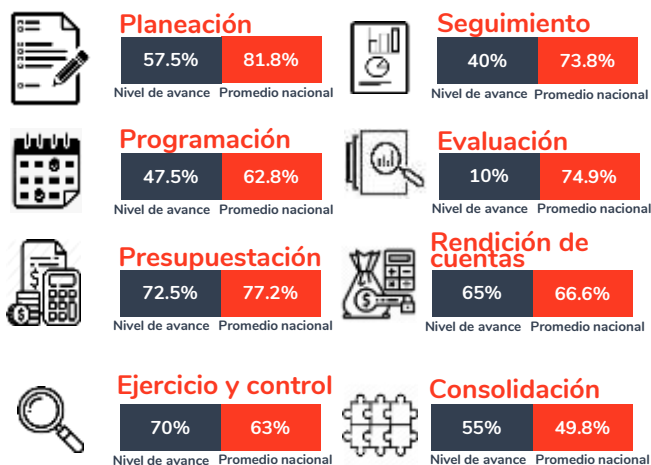 Planeación
57.5% 81.8%
Nivel de avance Promedio nacional
Seguimiento
40% 73.8%
Nivel de avance Promedio nacional
Programación
47.5% 62.8%
Nivel de avance Promedio nacional
Evaluación
10% 74.9%
Nivel de avance Promedio nacional
Presupuestación
72.5% 77.2%
Nivel de avance Promedio nacional
Rendición de
cuentas
65% 66.6%
Nivel de avance Promedio nacional
Ejercicio y control
70% 63%
Nivel de avance Promedio nacional
Consolidación
55% 49.8%
Nivel de avance Promedio nacional